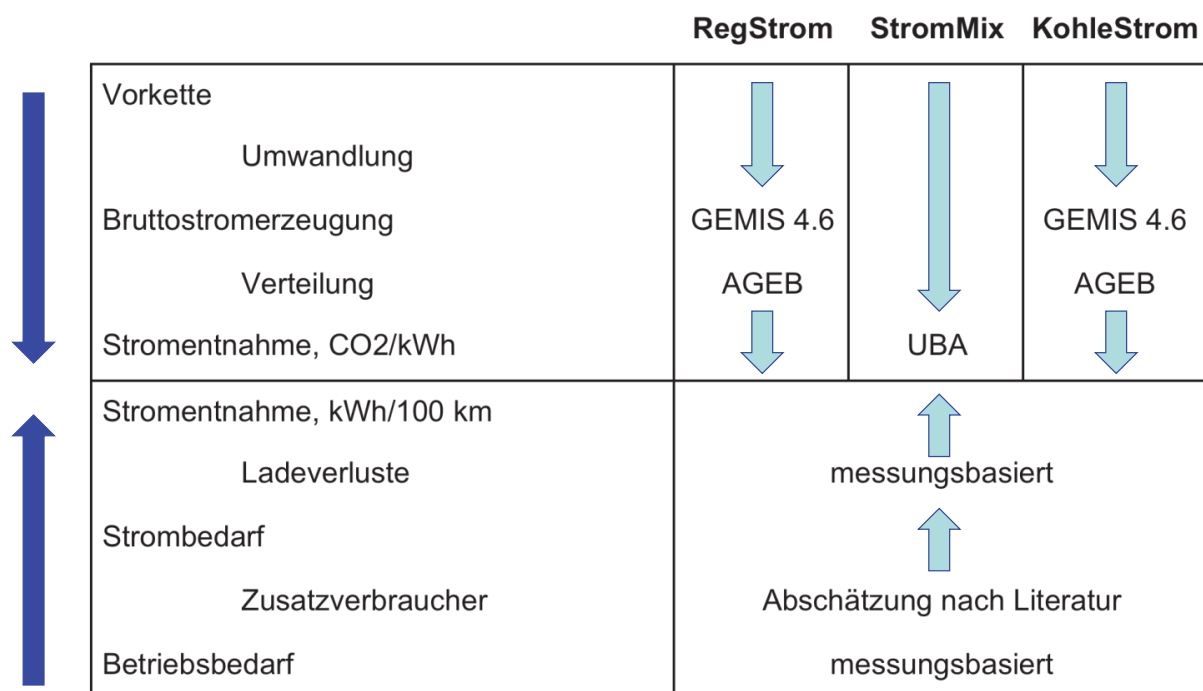 RegStrom StromMix KohleStrom
Vorkette
Umwandlung
Bruttostromerzeugung GEMIS 4.6 GEMIS 4.6
Verteilung AGEB AGEB
Stromentnahme, CO2/kWh UBA
Stromentnahme, kWh/100 km
Ladeverluste messungsbasiert
Strombedarf
Zusatzverbraucher Abschätzung nach Literatur
Betriebsbedarf messungsbasiert